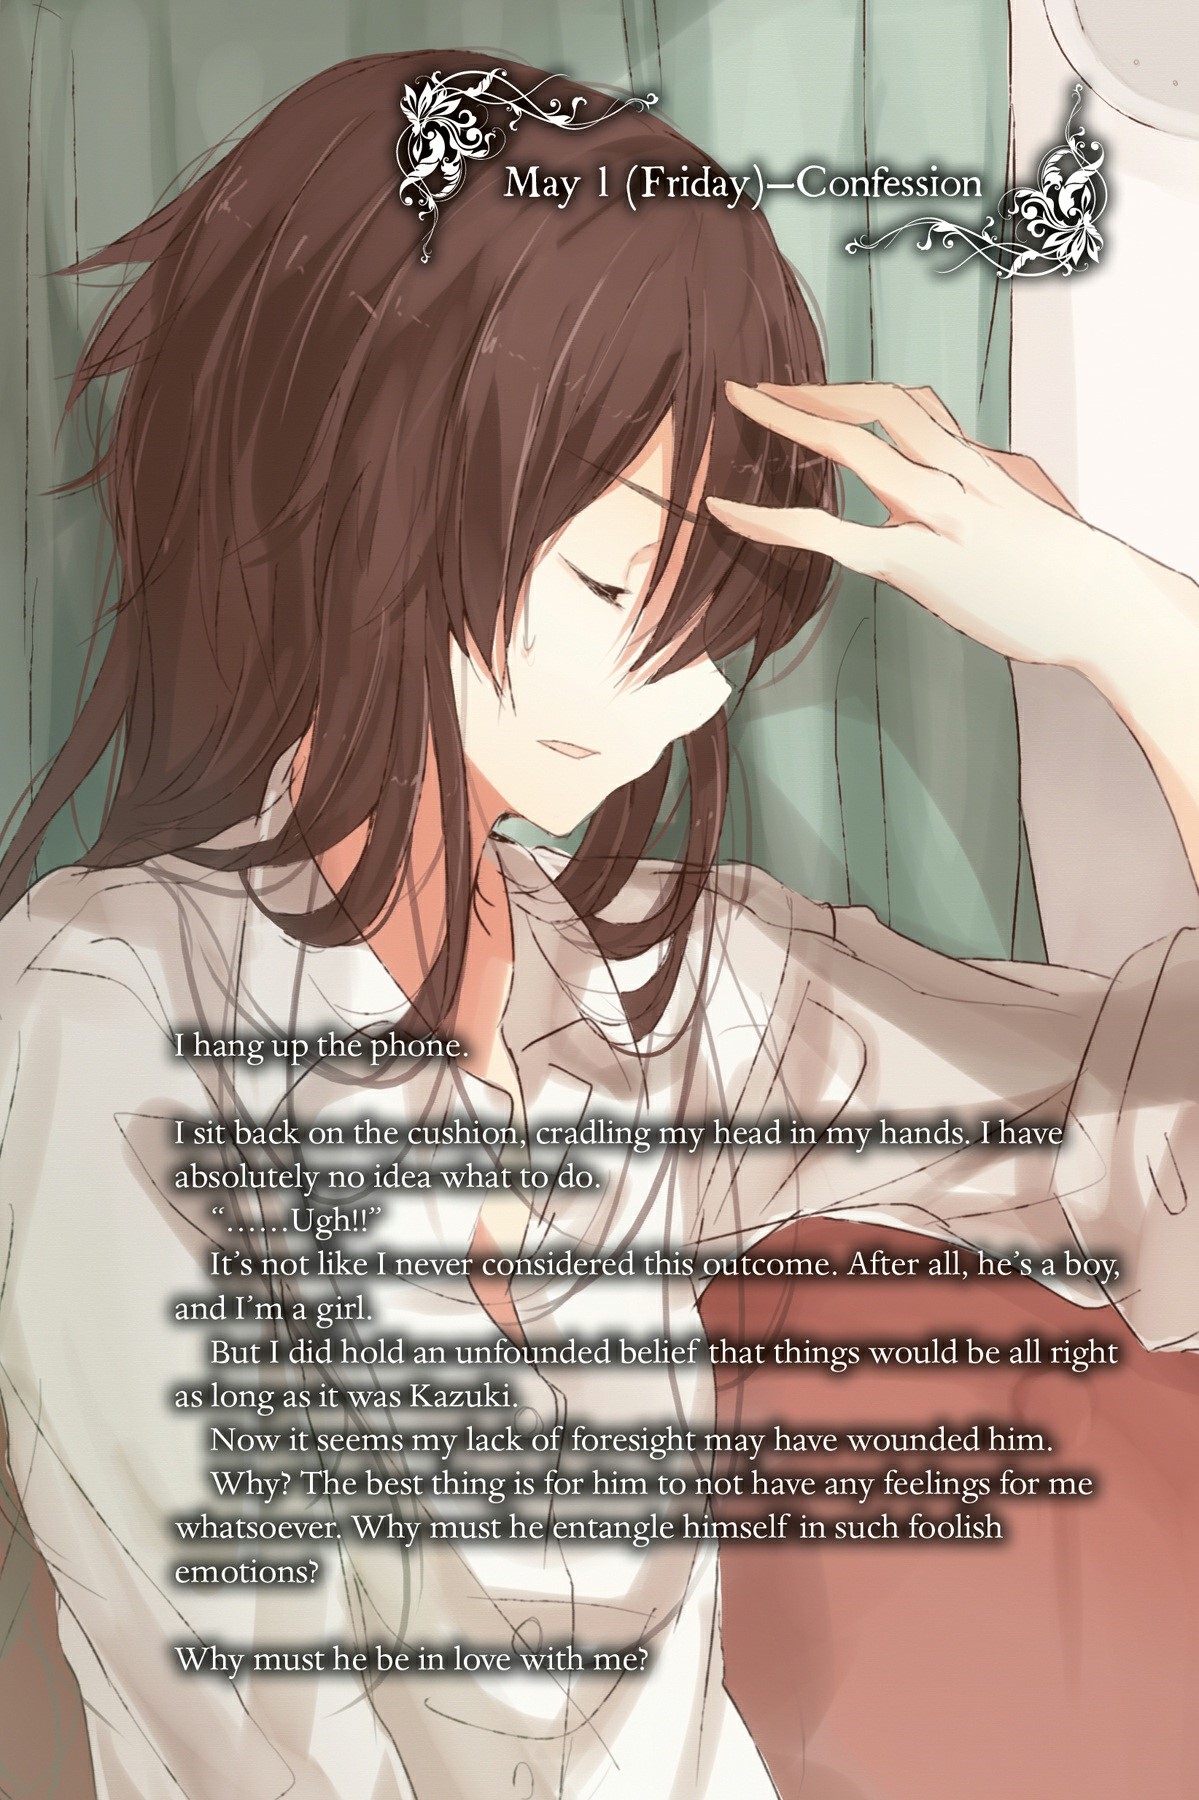 May 1 (Friday)—Confession
I hang up the phone.
I sit back on the cushion, cradling my head in my hands. I have
absolutely no idea what to do.
“……Ugh!!”
It’s not like I never considered this outcome. After all, he’s a boy,
and I’m a girl.
But I did hold an unfounded belief that things would be all right
as long as it was Kazuki.
Now it seems my lack of foresight may have wounded him.
Why? The best thing is for him to not have any feelings for me
whatsoever. Why must he entangle himself in such foolish
emotions?
Why must he be in love with me?